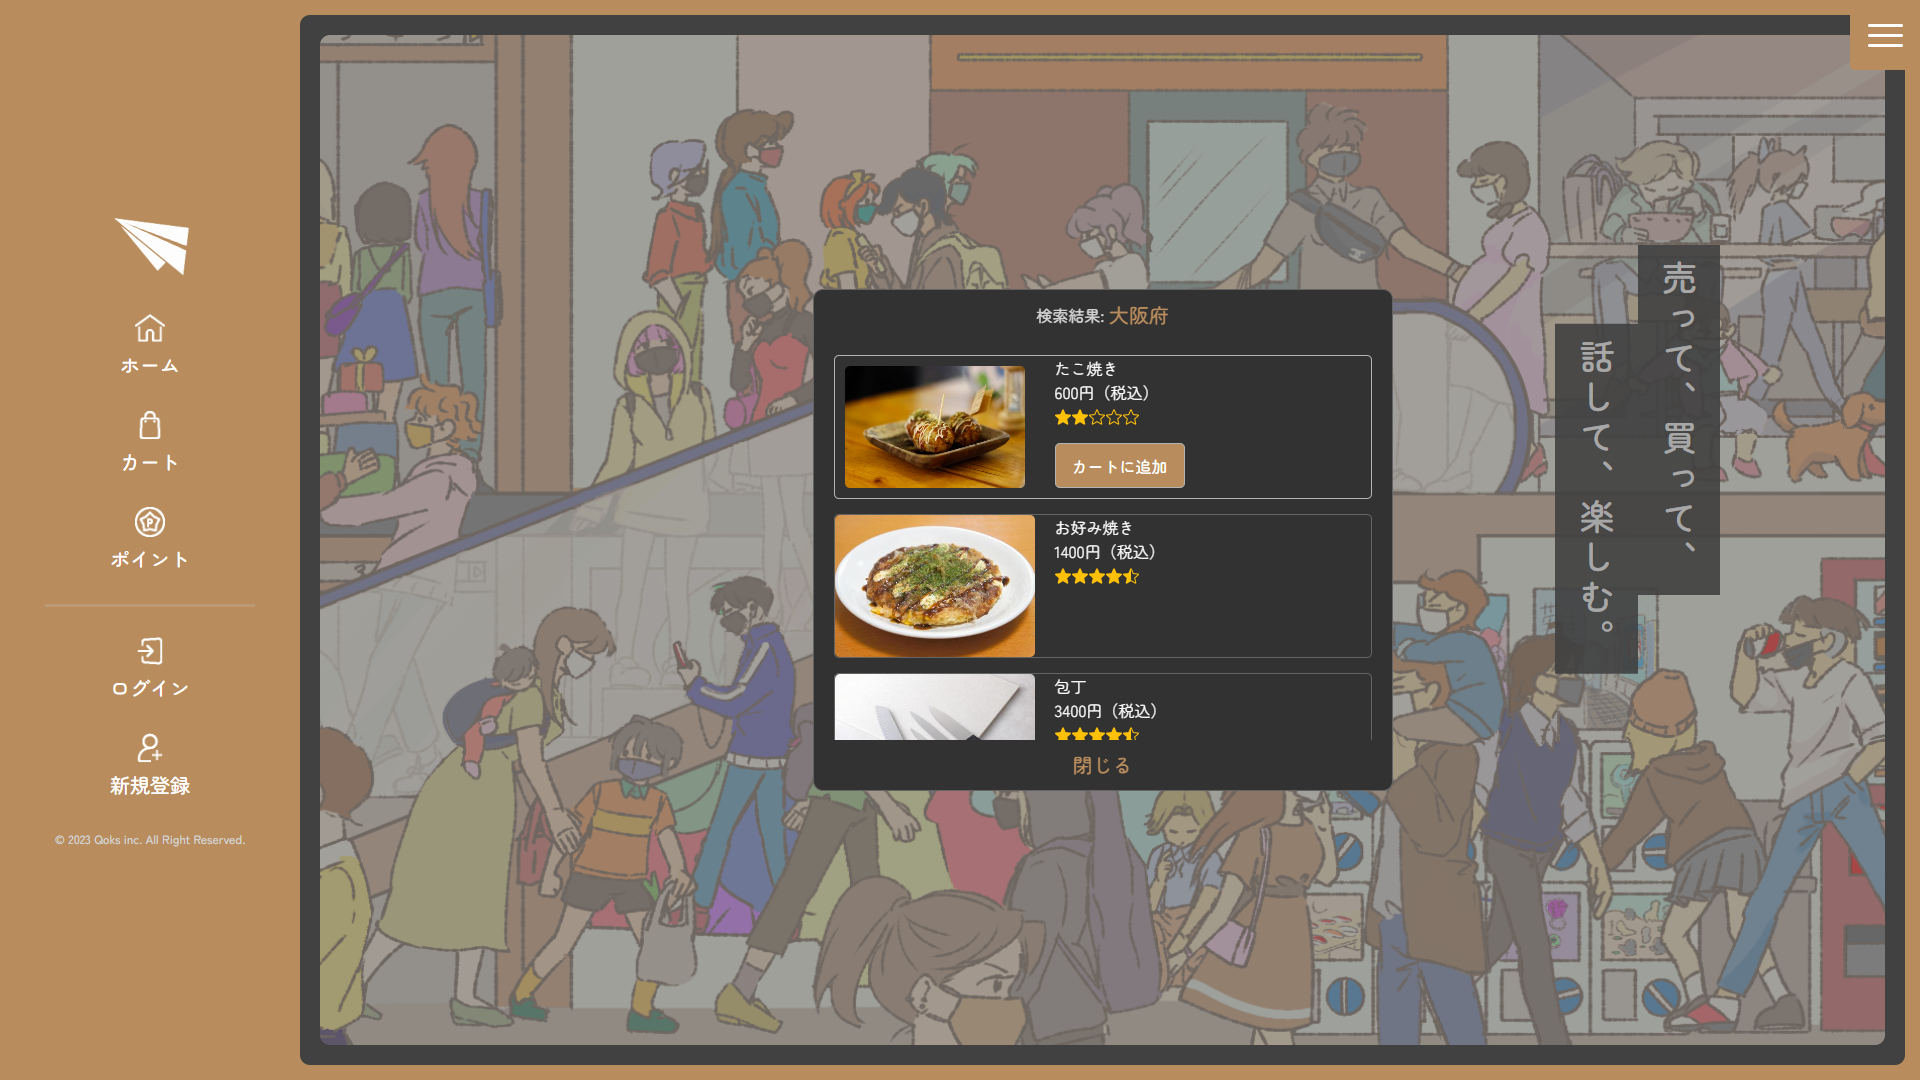 ホーム
カート
ポイント
ログイン
新規登録
© 2023 Qoks inc. All Right Reserved.
検索結果: 大阪府
たこ焼き
600円（税込）
カートに追加
お好み焼き
1400円（税込）
包丁
3400円（税込）
閉じる
売って、買って、
話して、楽しむ。